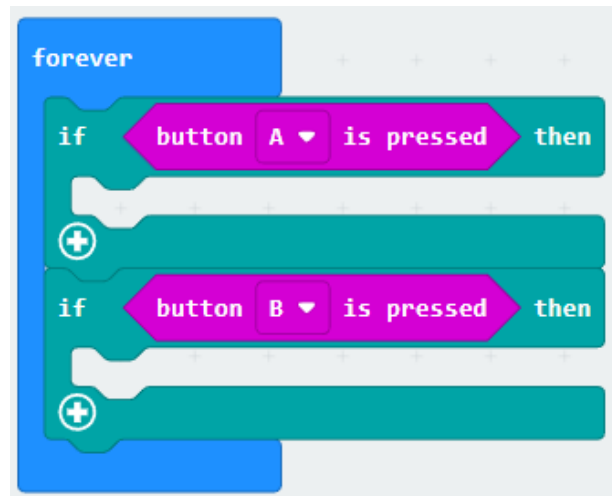 forever
if button A is pressed then
if button B is pressed then